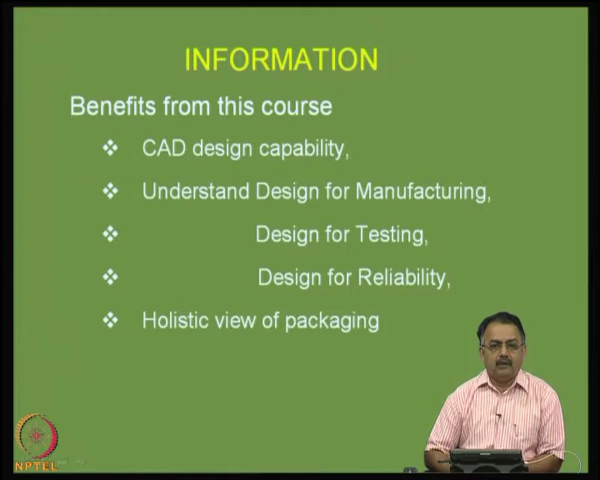 INFORMATION
Benefits from this course
CAD design capability,
Understand Design for Manufacturing,
Design for Testing,
Design for Reliability,
Holistic view of packaging
NPTEL